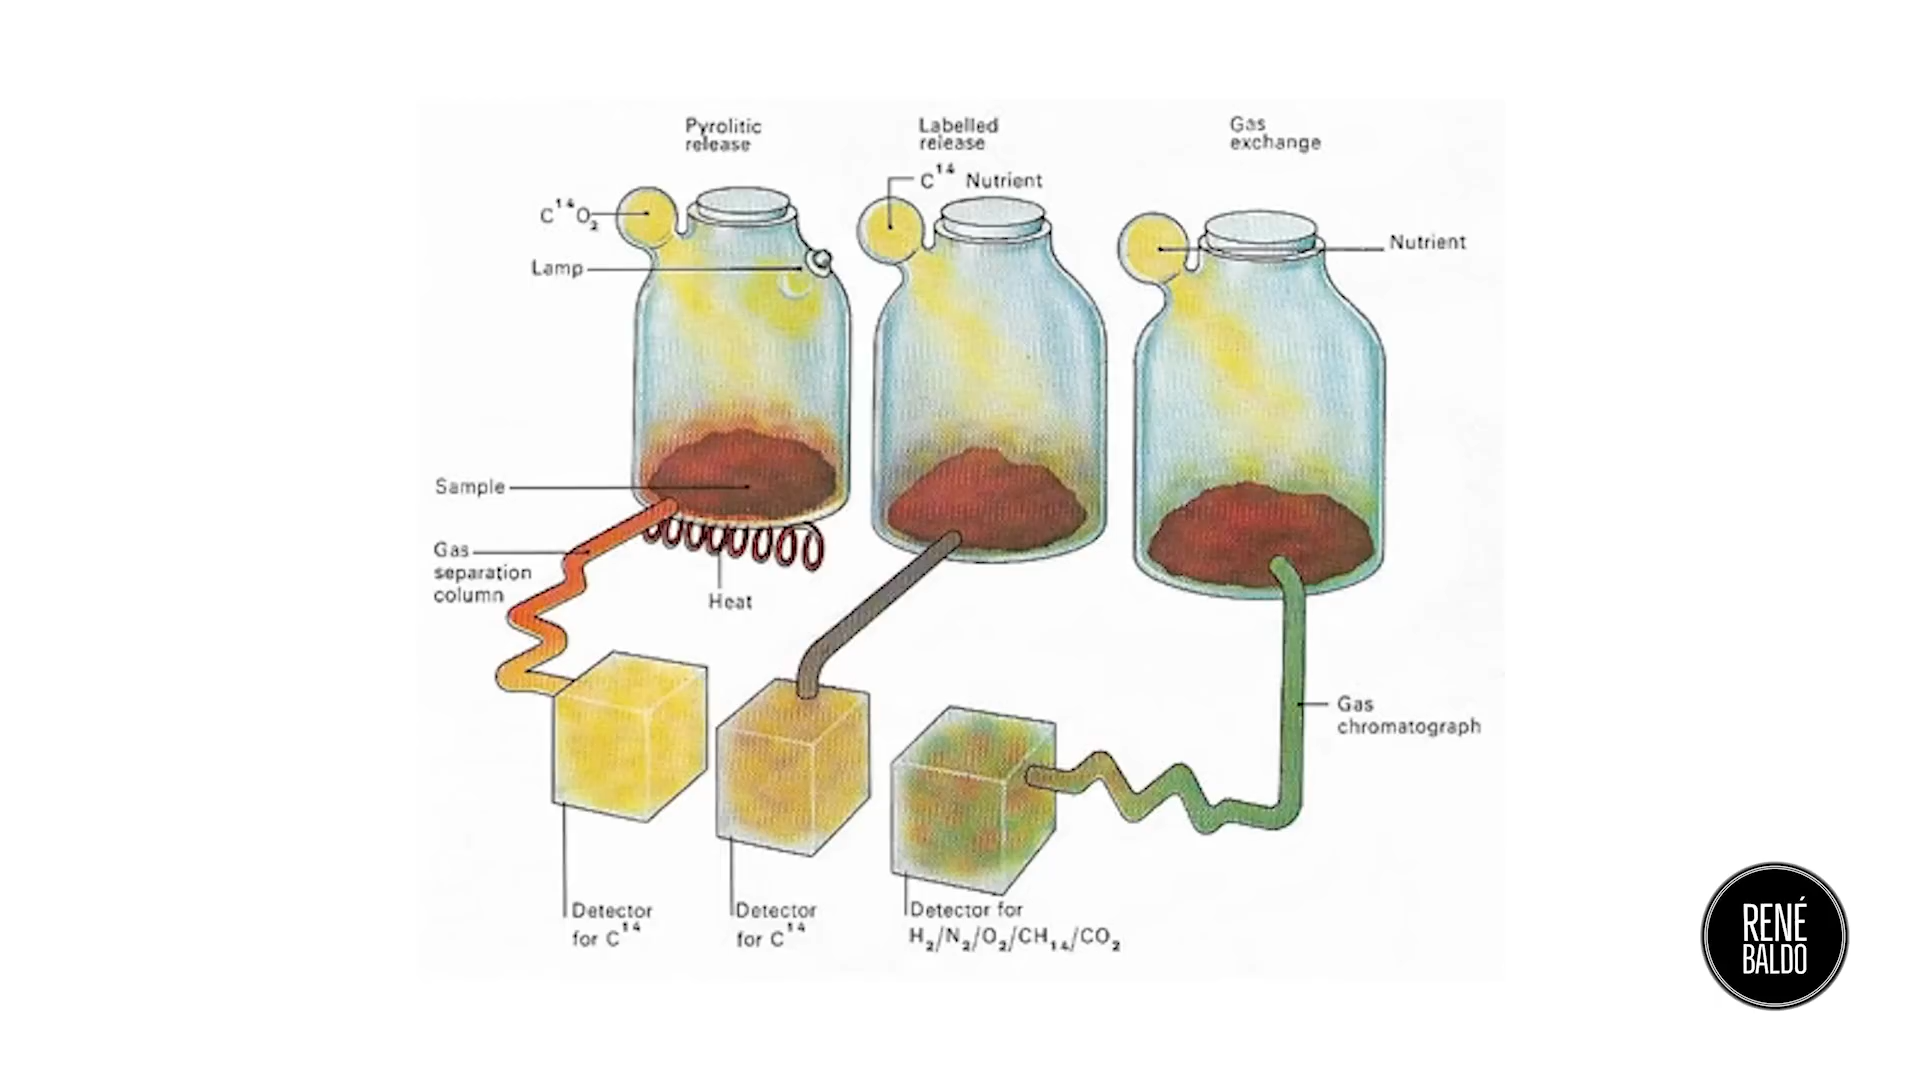 Pyrolitic
release
Labelled
release
Gas
exchange
C¹⁴ Nutrient
C¹⁴O₂
Nutrient
Lamp
Sample
Gas
separation
column
Heat
Gas
chromatograph
Detector
for C¹⁴
Detector
for C¹⁴
Detector for
H₂/N₂/O₂/CH₁₄/CO₂
RENÉ
BALDO